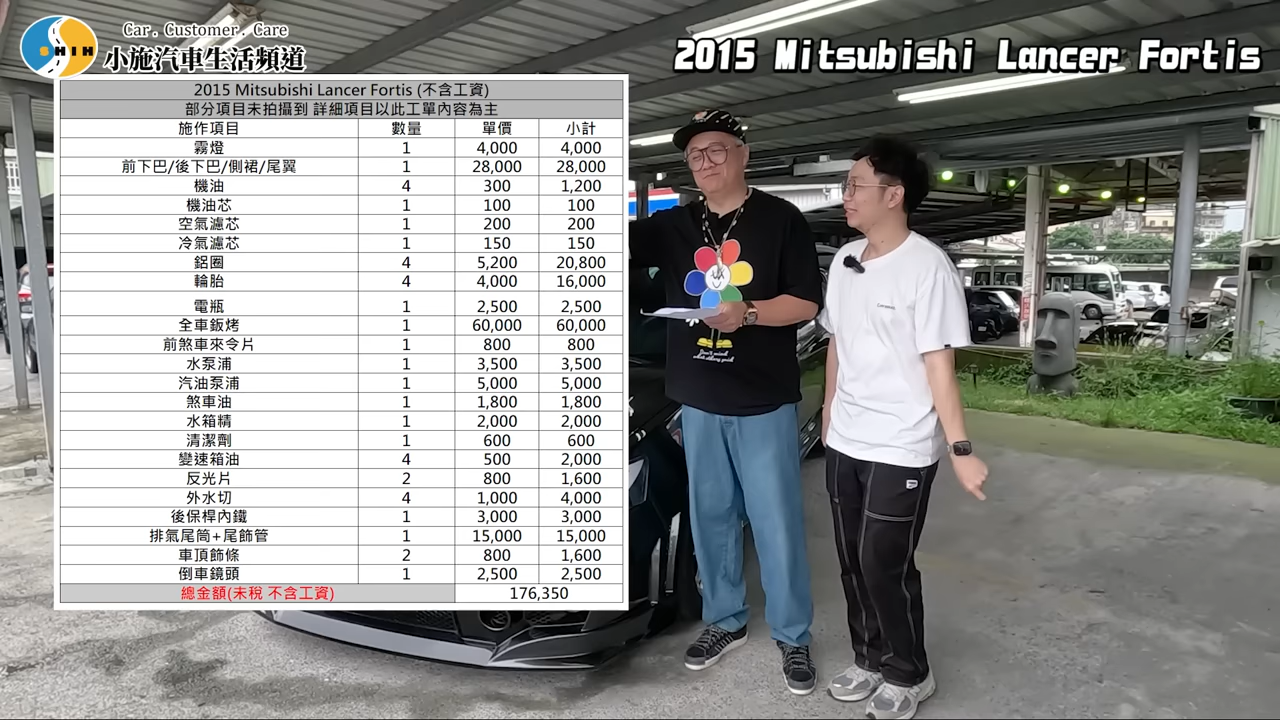 Car. Customer. Care
SHIH
小施汽車生活頻道
2015 Mitsubishi Lancer Fortis
2015 Mitsubishi Lancer Fortis (不含工資)
部分項目未拍攝到 詳細項目以此工單內容為主
施作項目 數量 單價 小計
霧燈 1 4,000 4,000
前下巴/後下巴/側裙/尾翼 1 28,000 28,000
機油 4 300 1,200
機油芯 1 100 100
空氣濾芯 1 200 200
冷氣濾芯 1 150 150
鋁圈 4 5,200 20,800
輪胎 4 4,000 16,000
電瓶 1 2,500 2,500
全車鈑烤 1 60,000 60,000
前煞車來令片 1 800 800
水泵浦 1 3,500 3,500
汽油泵浦 1 5,000 5,000
煞車油 1 1,800 1,800
水箱精 1 2,000 2,000
清潔劑 1 600 600
變速箱油 4 500 2,000
反光片 2 800 1,600
外水切 4 1,000 4,000
後保桿內鐵 1 3,000 3,000
排氣尾筒+尾飾管 1 15,000 15,000
車頂飾條 2 800 1,600
倒車鏡頭 1 2,500 2,500
總金額(未稅 不含工資) 176,350